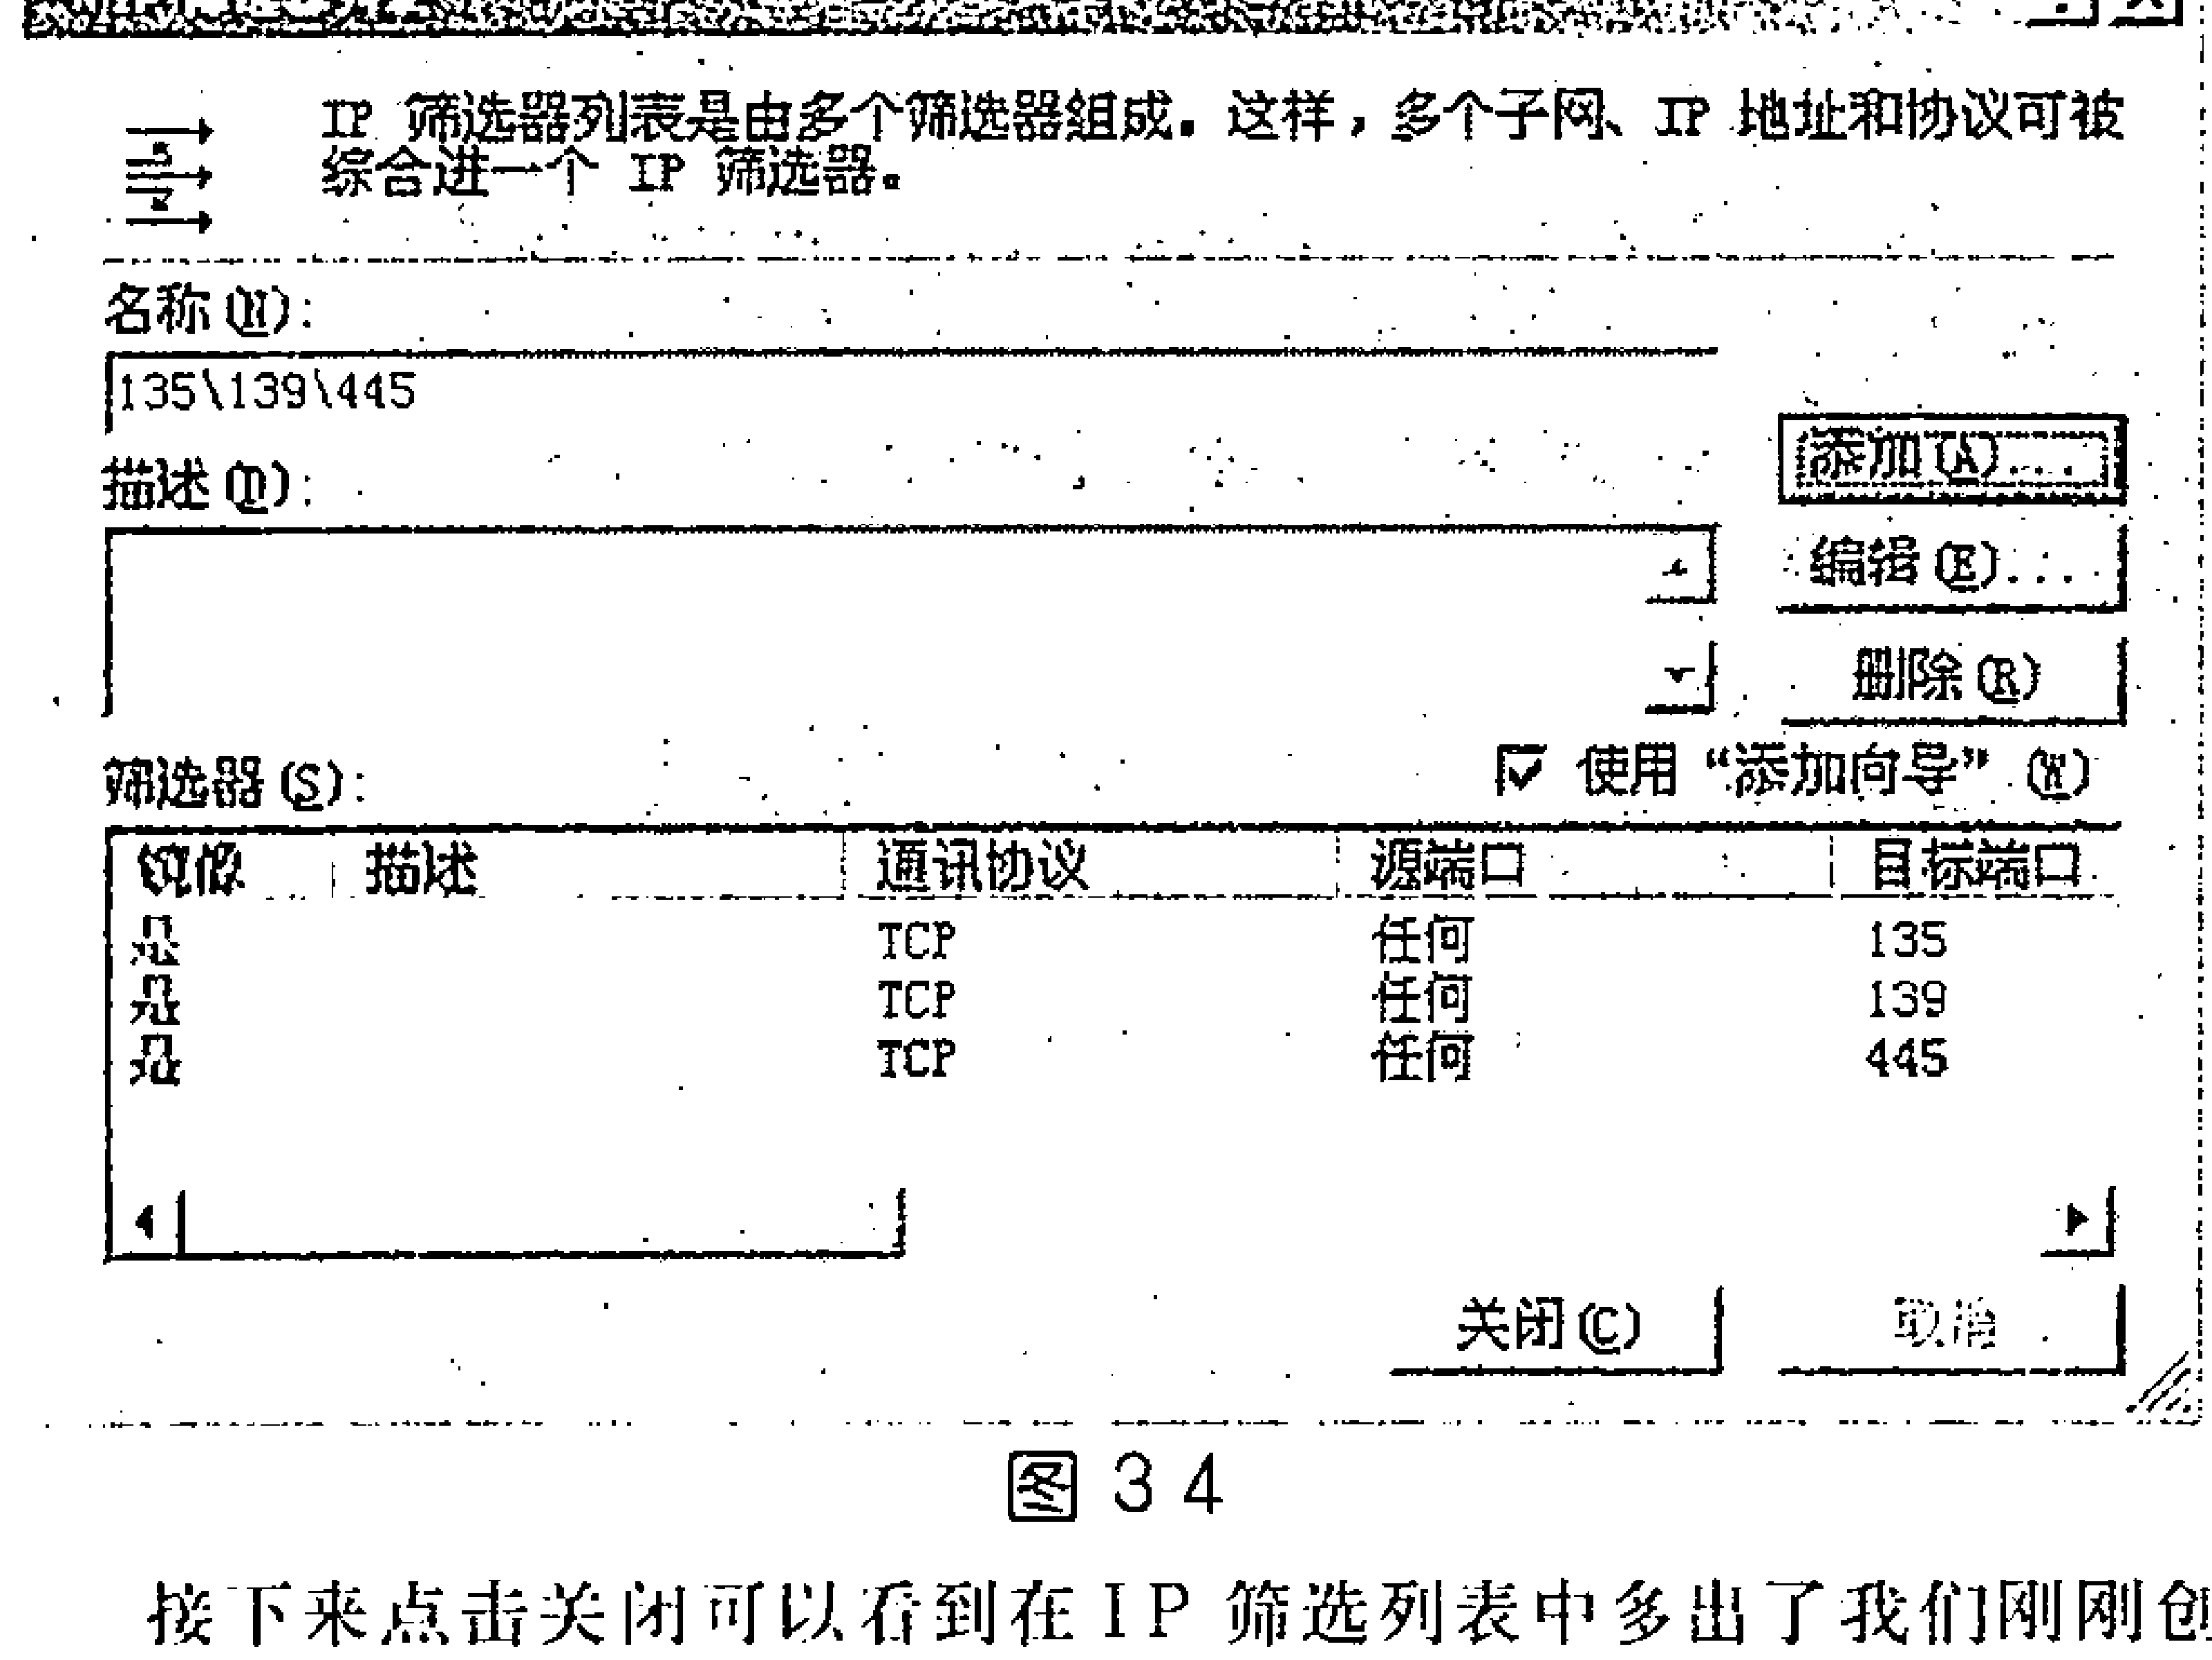 IP 筛选器列表是由多个筛选器组成。这样，多个子网、IP 地址和协议可被
综合进一个 IP 筛选器。
名称(N)：
135\139\445
添加(A)...
描述(D)：
编辑(E)...
删除(R)
筛选器(S)：
使用“添加向导”(W)
镜像 描述 通讯协议 源端口 目标端口
是 TCP 任何 135
是 TCP 任何 139
是 TCP 任何 445
关闭(C) 取消
图34
接下来点击关闭可以看到在IP 筛选列表中多出了我们刚刚创